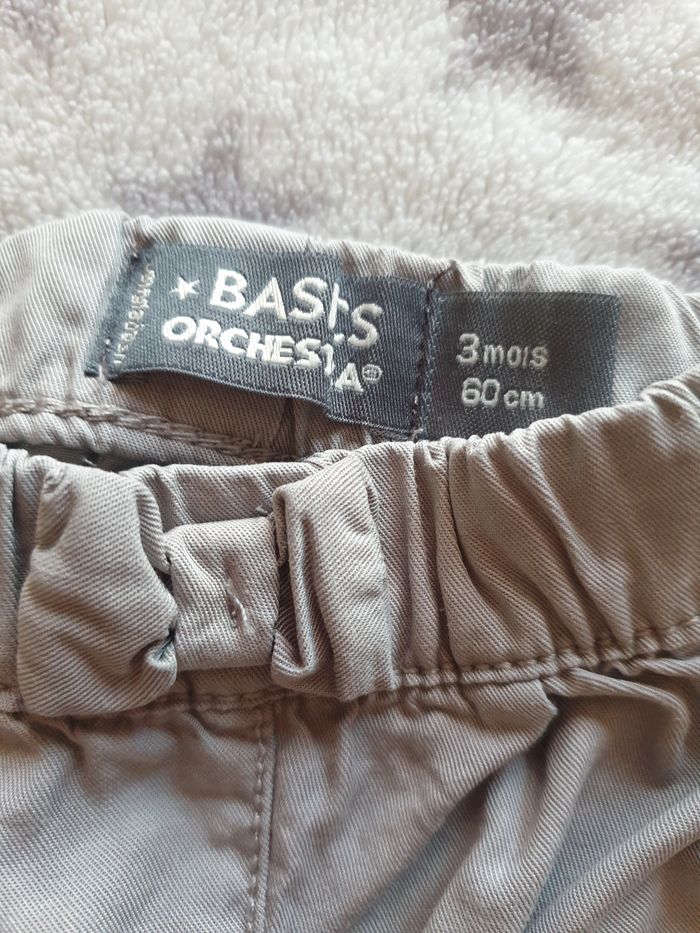 BASICS
ORCHESTRA®
3 mois
60 cm